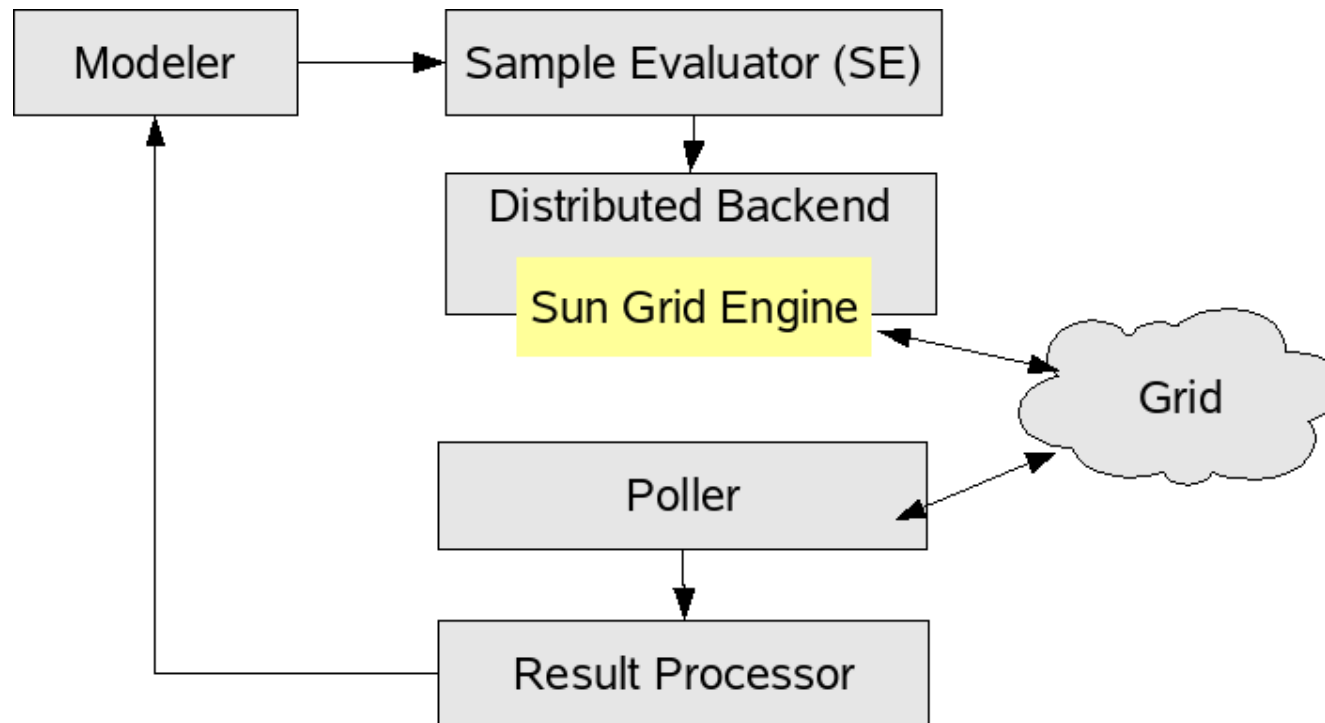 Modeler
Sample Evaluator (SE)
Distributed Backend
Sun Grid Engine
Grid
Poller
Result Processor